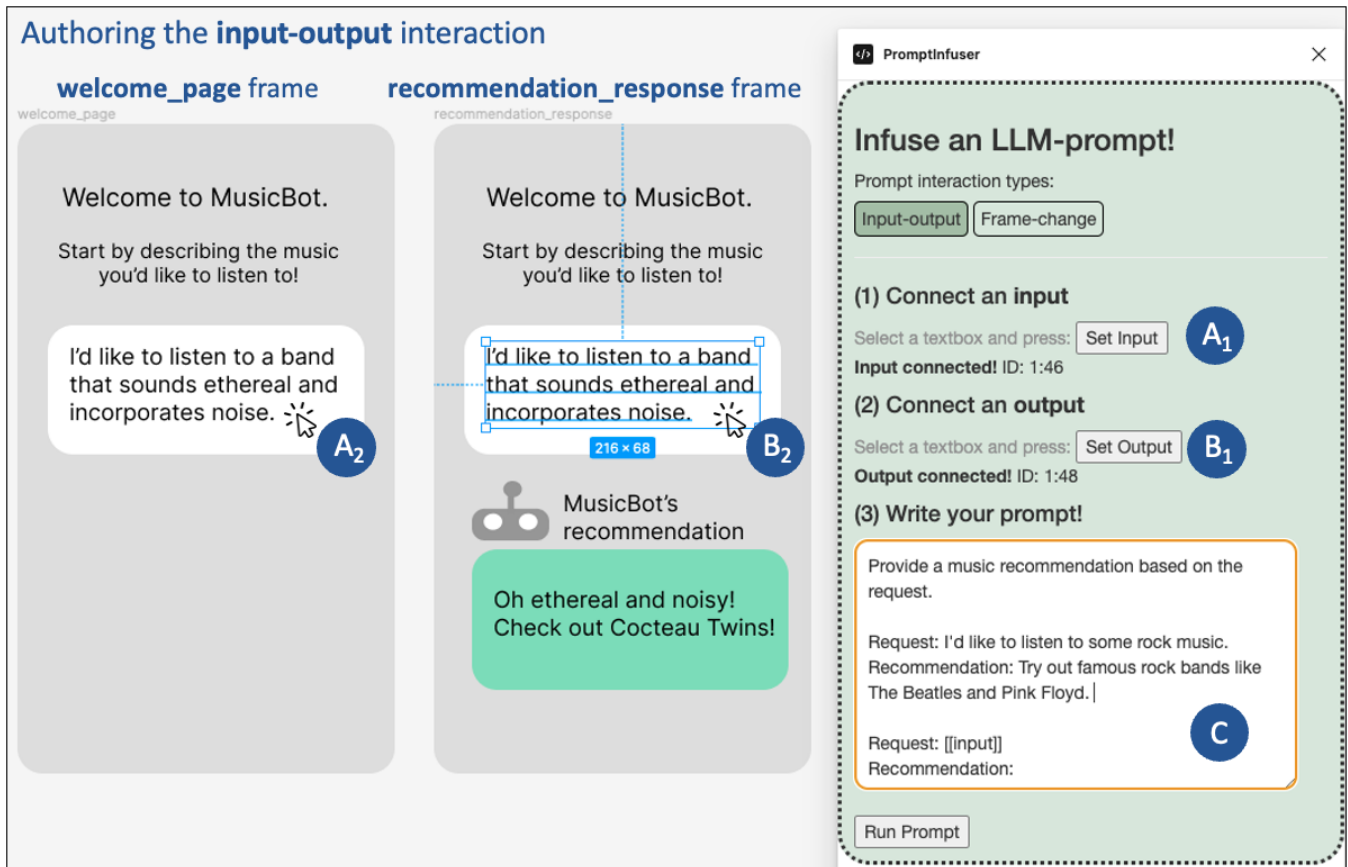 Authoring the input-output interaction
welcome_page frame
welcome_page
Welcome to MusicBot.
Start by describing the music
you’d like to listen to!
I’d like to listen to a band
that sounds ethereal and
incorporates noise.
A2
recommendation_response frame
recommendation_response
Welcome to MusicBot.
Start by describing the music
you’d like to listen to!
I’d like to listen to a band
that sounds ethereal and
incorporates noise.
216 × 68
B2
MusicBot’s
recommendation
Oh ethereal and noisy!
Check out Cocteau Twins!
</> PromptInfuser
Infuse an LLM-prompt!
Prompt interaction types:
Input-output Frame-change
(1) Connect an input
Select a textbox and press: Set Input A1
Input connected! ID: 1:46
(2) Connect an output
Select a textbox and press: Set Output B1
Output connected! ID: 1:48
(3) Write your prompt!
Provide a music recommendation based on the
request.
Request: I'd like to listen to some rock music.
Recommendation: Try out famous rock bands like
The Beatles and Pink Floyd.
Request: [[input]]
Recommendation:
C
Run Prompt